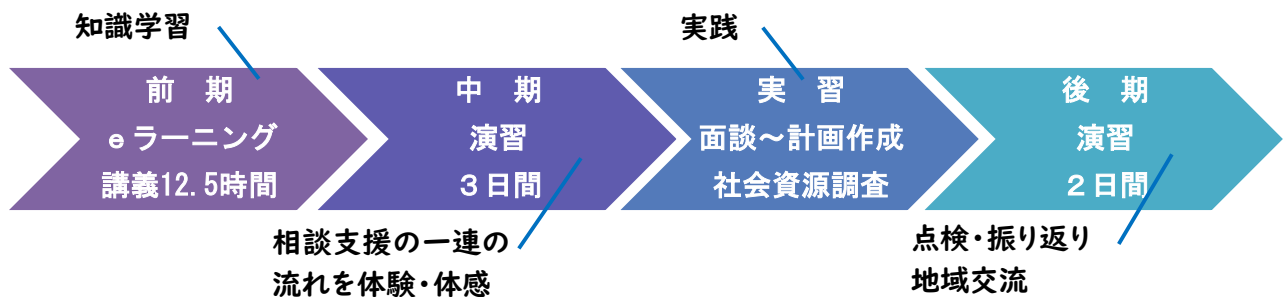 知識学習
実践
前　期
eラーニング
講義12.5時間
中　期
演習
３日間
実　習
面談～計画作成
社会資源調査
後　期
演習
２日間
相談支援の一連の
流れを体験・体感
点検・振り返り
地域交流